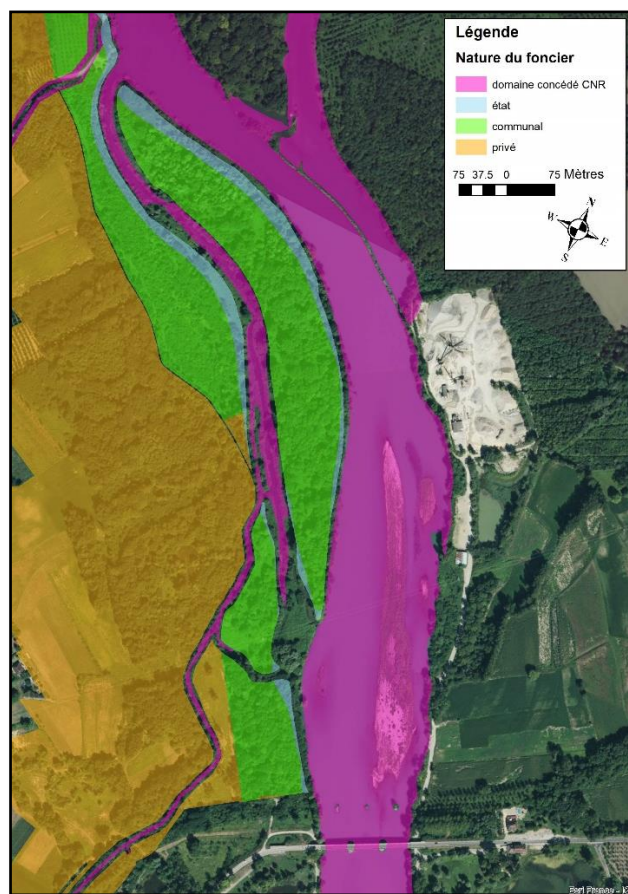 Légende
Nature du foncier
domaine concédé CNR
état
communal
privé
75 37.5 0 75 Mètres
N
W
E
S